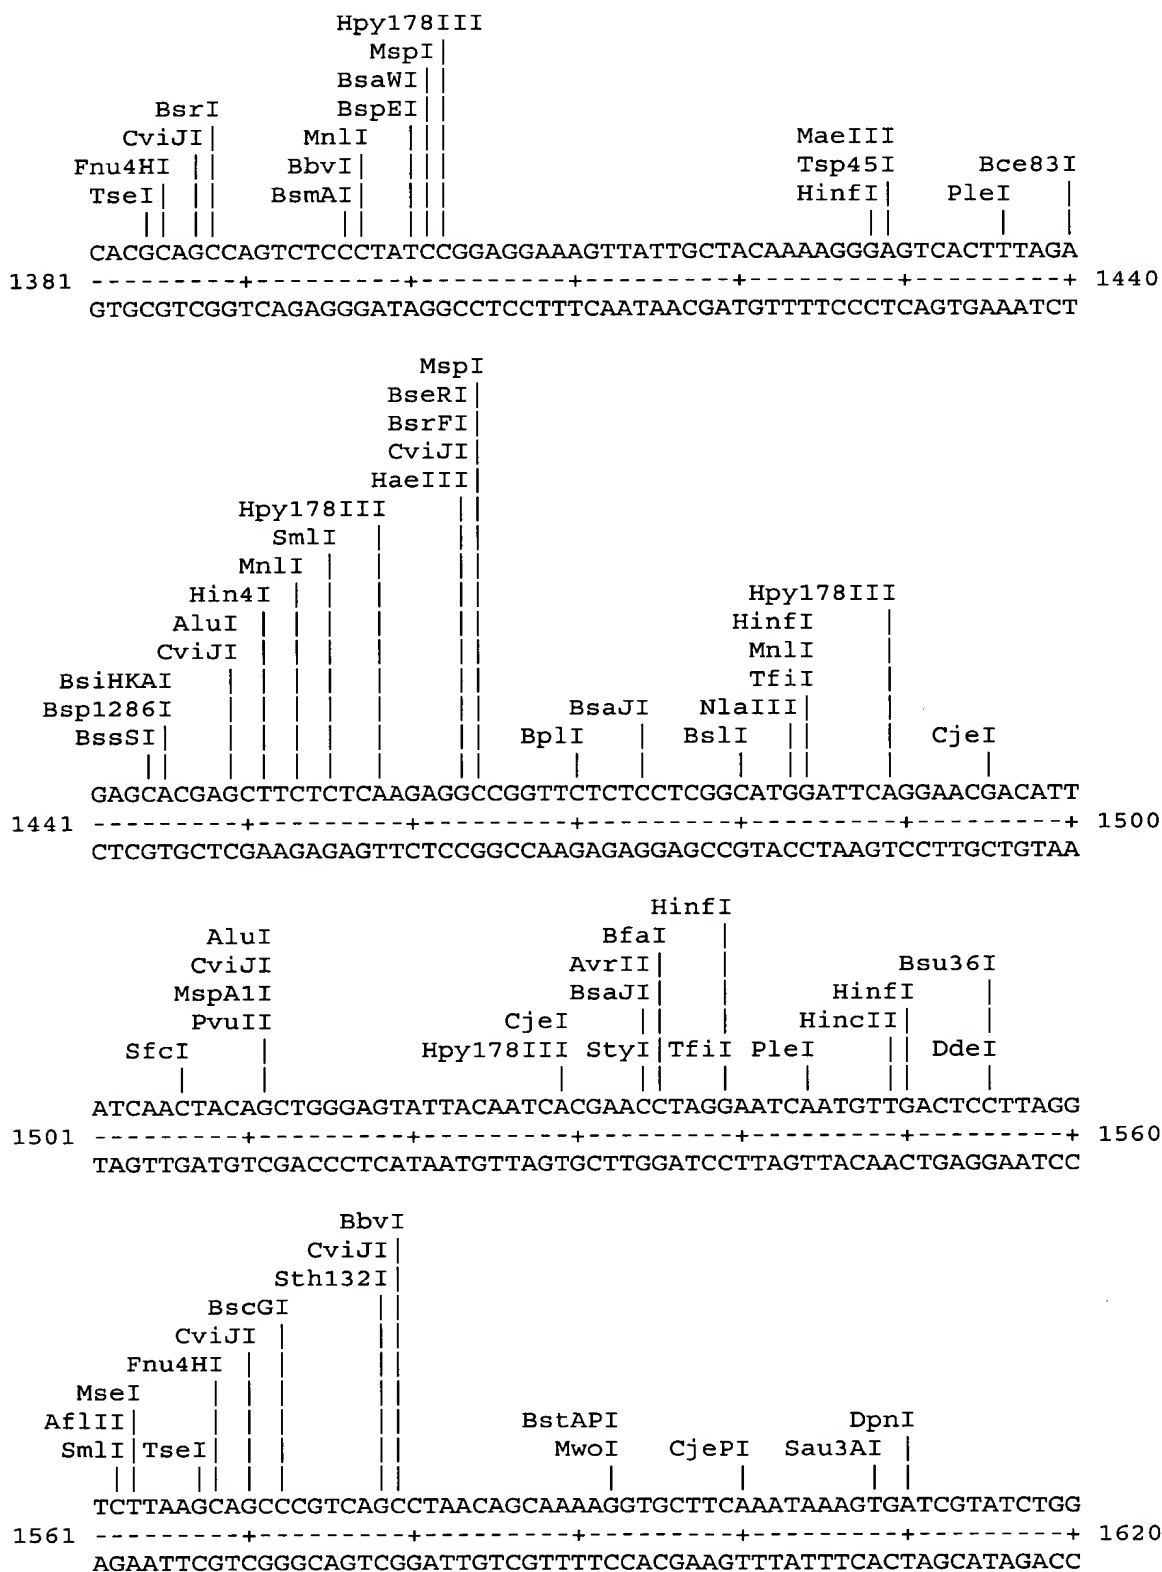 Hpy178III
MspI
BsaWI
BsrI BspEI
CviJI MnlI MaeIII
Fnu4HI BbvI Tsp45I Bce83I
TseI BsmAI HinfI PleI
CACGCAGCCAGTCTCCCTATCCGGAGGAAAGTTATTGCTACAAAAGGGAGTCACTTTAGA
1381 ---------+---------+---------+---------+---------+---------+ 1440
GTGCGTCGGTCAGAGGGATAGGCCTCCTTTCAATAACGATGTTTTCCCTCAGTGAAATCT
MspI
BseRI
BsrFI
CviJI
HaeIII
Hpy178III
SmlI
MnlI
Hin4I Hpy178III
AluI HinfI
CviJI MnlI
BsiHKAI TfiI
Bsp1286I BsaJI NlaIII
BssSI BplI BslI CjeI
GAGCACGAGCTTCTCTCAAGAGGCCGGTTCTCTCCTCGGCATGGATTCAGGAACGACATT
1441 ---------+---------+---------+---------+---------+---------+ 1500
CTCGTGCTCGAAGAGAGTTCTCCGGCCAAGAGAGGAGCCGTACCTAAGTCCTTGCTGTAA
HinfI
AluI BfaI
CviJI AvrII Bsu36I
MspA1I BsaJI HinfI
PvuII CjeI HincII
SfcI Hpy178III StyI TfiI PleI DdeI
ATCAACTACAGCTGGGAGTATTACAATCACGAACCTAGGAATCAATGTTGACTCCTTAGG
1501 ---------+---------+---------+---------+---------+---------+ 1560
TAGTTGATGTCGACCCTCATAATGTTAGTGCTTGGATCCTTAGTTACAACTGAGGAATCC
BbvI
CviJI
Sth132I
BscGI
CviJI
Fnu4HI
MseI
AflII BstAPI DpnI
SmlI TseI MwoI CjePI Sau3AI
TCTTAAGCAGCCCGTCAGCCTAACAGCAAAAGGTGCTTCAAATAAAGTGATCGTATCTGG
1561 ---------+---------+---------+---------+---------+---------+ 1620
AGAATTCGTCGGGCAGTCGGATTGTCGTTTTCCACGAAGTTTATTTCACTAGCATAGACC